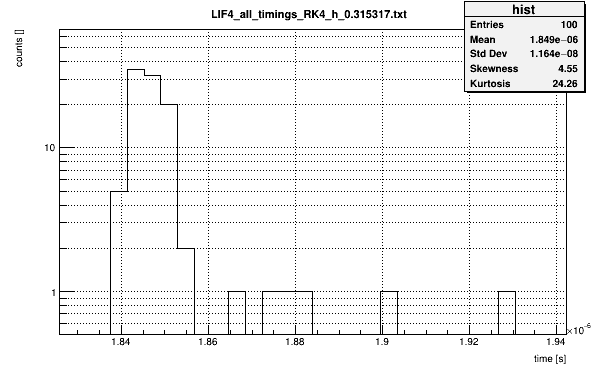 LIF4_all_timings_RK4_h_0.315317.txt
hist
Entries 100
Mean 1.849e−06
Std Dev 1.164e−08
Skewness 4.55
Kurtosis 24.26
counts []
10
1
1.84 1.86 1.88 1.9 1.92 1.94
×10⁻⁶
time [s]